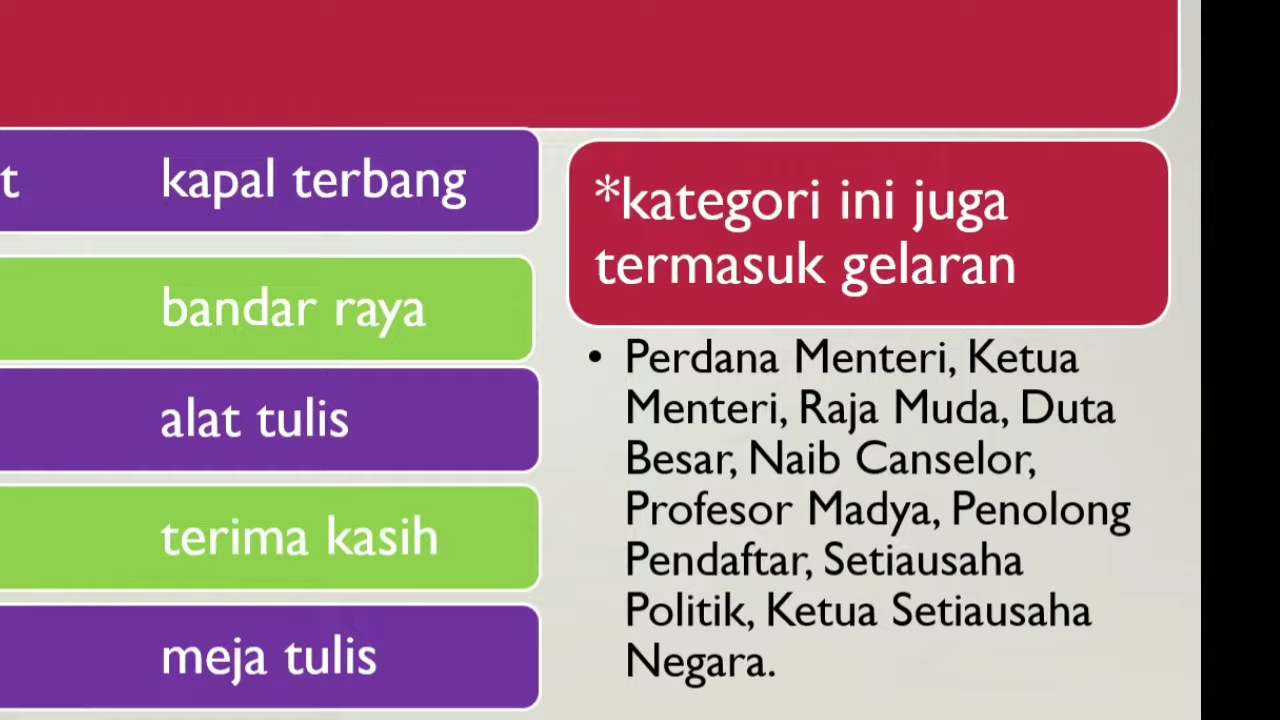 kapal terbang
bandar raya
alat tulis
terima kasih
meja tulis
*kategori ini juga
termasuk gelaran
• Perdana Menteri, Ketua
Menteri, Raja Muda, Duta
Besar, Naib Canselor,
Profesor Madya, Penolong
Pendaftar, Setiausaha
Politik, Ketua Setiausaha
Negara.